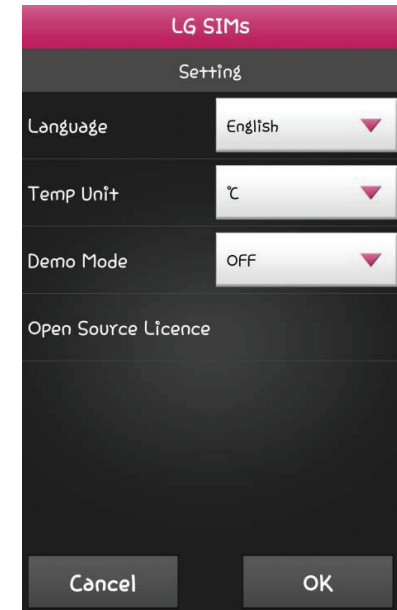 LG SIMs
Setting
Language English
Temp Unit ℃
Demo Mode OFF
Open Source Licence
Cancel OK